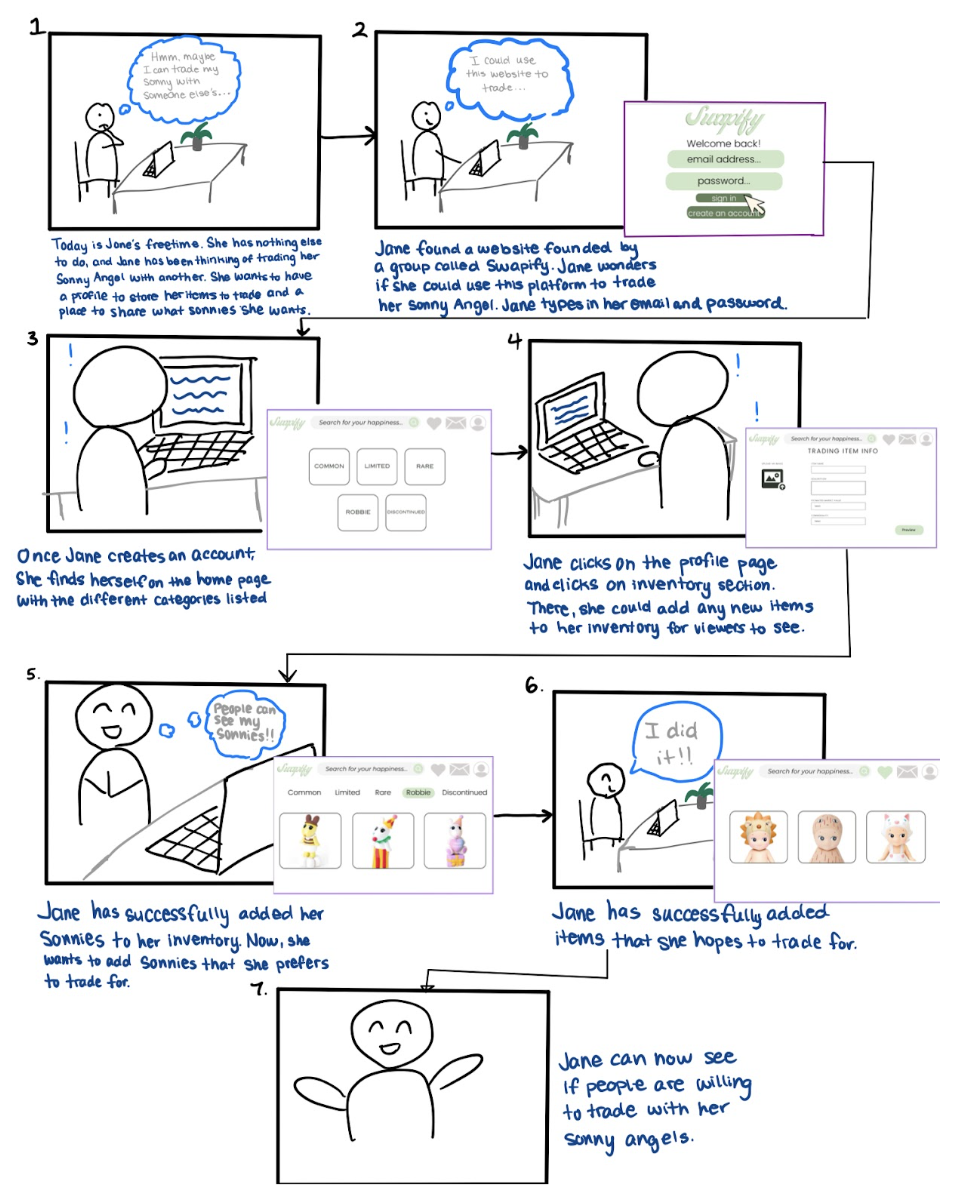 1
Hmm, maybe
I can trade my
Sonny with
someone else's...
Today is Jane's freetime. She has nothing else
to do, and Jane has been thinking of trading her
Sonny Angel with another. She wants to have
a profile to store her items to trade and a
place to share what sonnies she wants.
2
I could use
this website to
trade...
Swapify
Welcome back!
email address...
password...
sign in
create an account
Jane found a website founded by
a group called Swapify. Jane wonders
if she could use this platform to trade
her Sonny Angel. Jane types in her email and password.
3
!
!
Swapify
Search for your happiness...
COMMON
LIMITED
RARE
ROBBIE
DISCONTINUED
Once Jane creates an account,
She finds herself on the home page
with the different categories listed
4
!
!
Swapify
Search for your happiness...
TRADING ITEM INFO
Preview
Jane clicks on the profile page
and clicks on inventory section.
There, she could add any new items
to her inventory for viewers to see.
5.
People can
see my
Sonnies!!
Swapify
Search for your happiness...
Common
Limited
Rare
Robbie
Discontinued
Jane has successfully added her
Sonnies to her inventory. Now, she
wants to add Sonnies that she prefers
to trade for.
6.
I did
it!!
Swapify
Search for your happiness...
Jane has successfully added
items that she hopes to trade for.
7.
Jane can now see
if people are willing
to trade with her
sonny angels.